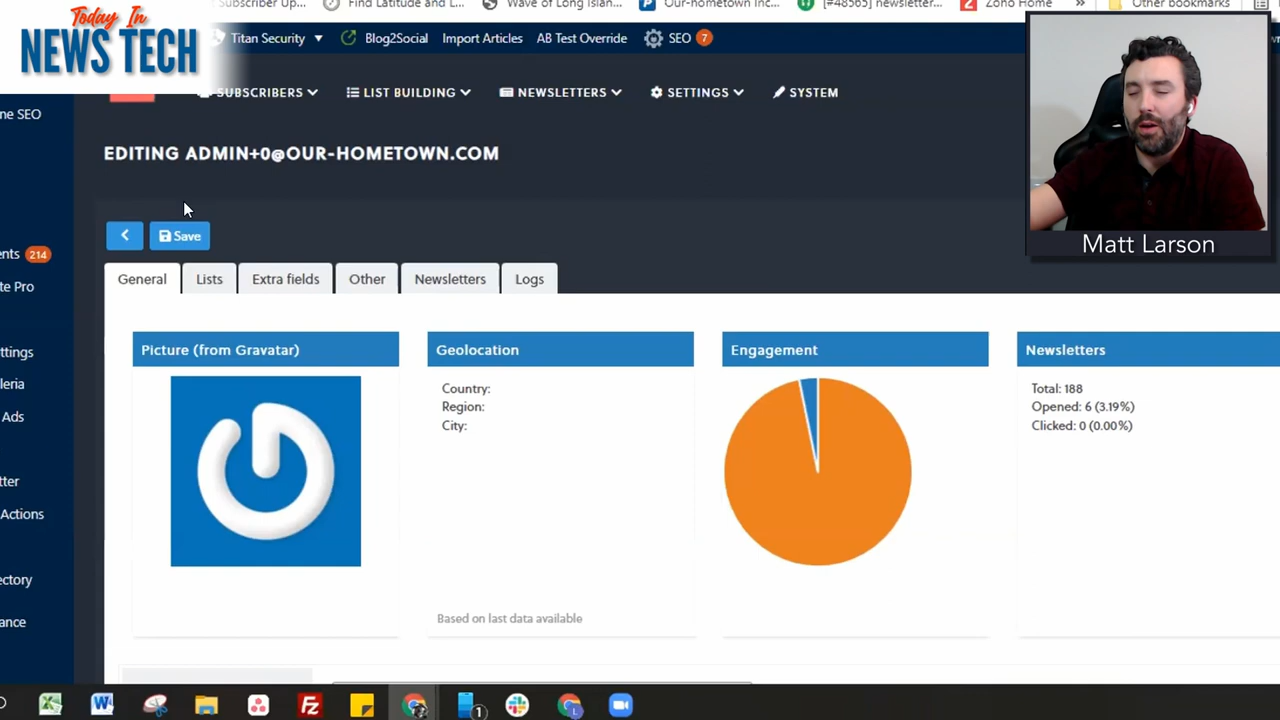 Subscriber Up...
Find Latitude and L...
Wave of Long Islan...
Our-hometown Inc...
[#48565] newsletter...
Zoho Home
»
Other bookmarks
Today In
NEWS TECH
Titan Security
Blog2Social
Import Articles
AB Test Override
SEO 7
SUBSCRIBERS
LIST BUILDING
NEWSLETTERS
SETTINGS
SYSTEM
ne SEO
EDITING ADMIN+0@OUR-HOMETOWN.COM
Matt Larson
Save
ents 214
te Pro
General
Lists
Extra fields
Other
Newsletters
Logs
ttings
leria
Ads
tter
Actions
ectory
ance
Picture (from Gravatar)
Geolocation
Country:
Region:
City:
Based on last data available
Engagement
Newsletters
Total: 188
Opened: 6 (3.19%)
Clicked: 0 (0.00%)
1